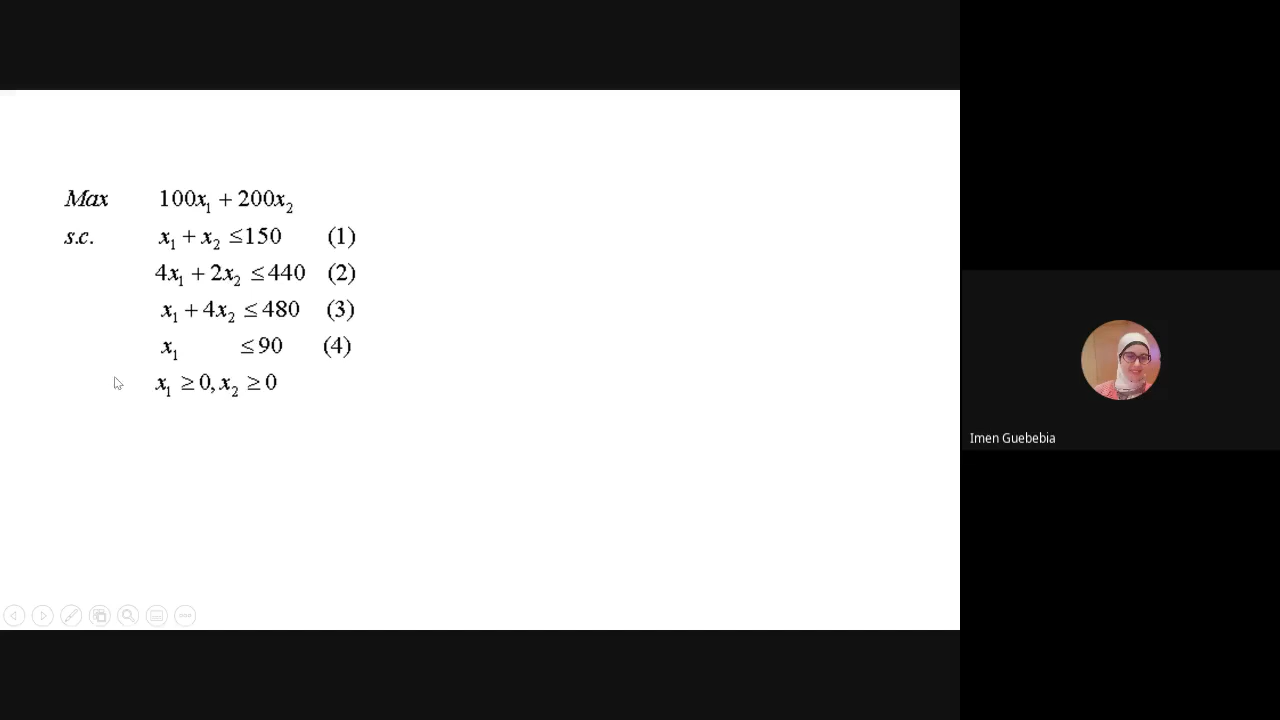 Max 100x₁ + 200x₂
s.c. x₁ + x₂ ≤ 150 (1)
4x₁ + 2x₂ ≤ 440 (2)
x₁ + 4x₂ ≤ 480 (3)
x₁ ≤ 90 (4)
x₁ ≥ 0, x₂ ≥ 0
Imen Guebebia